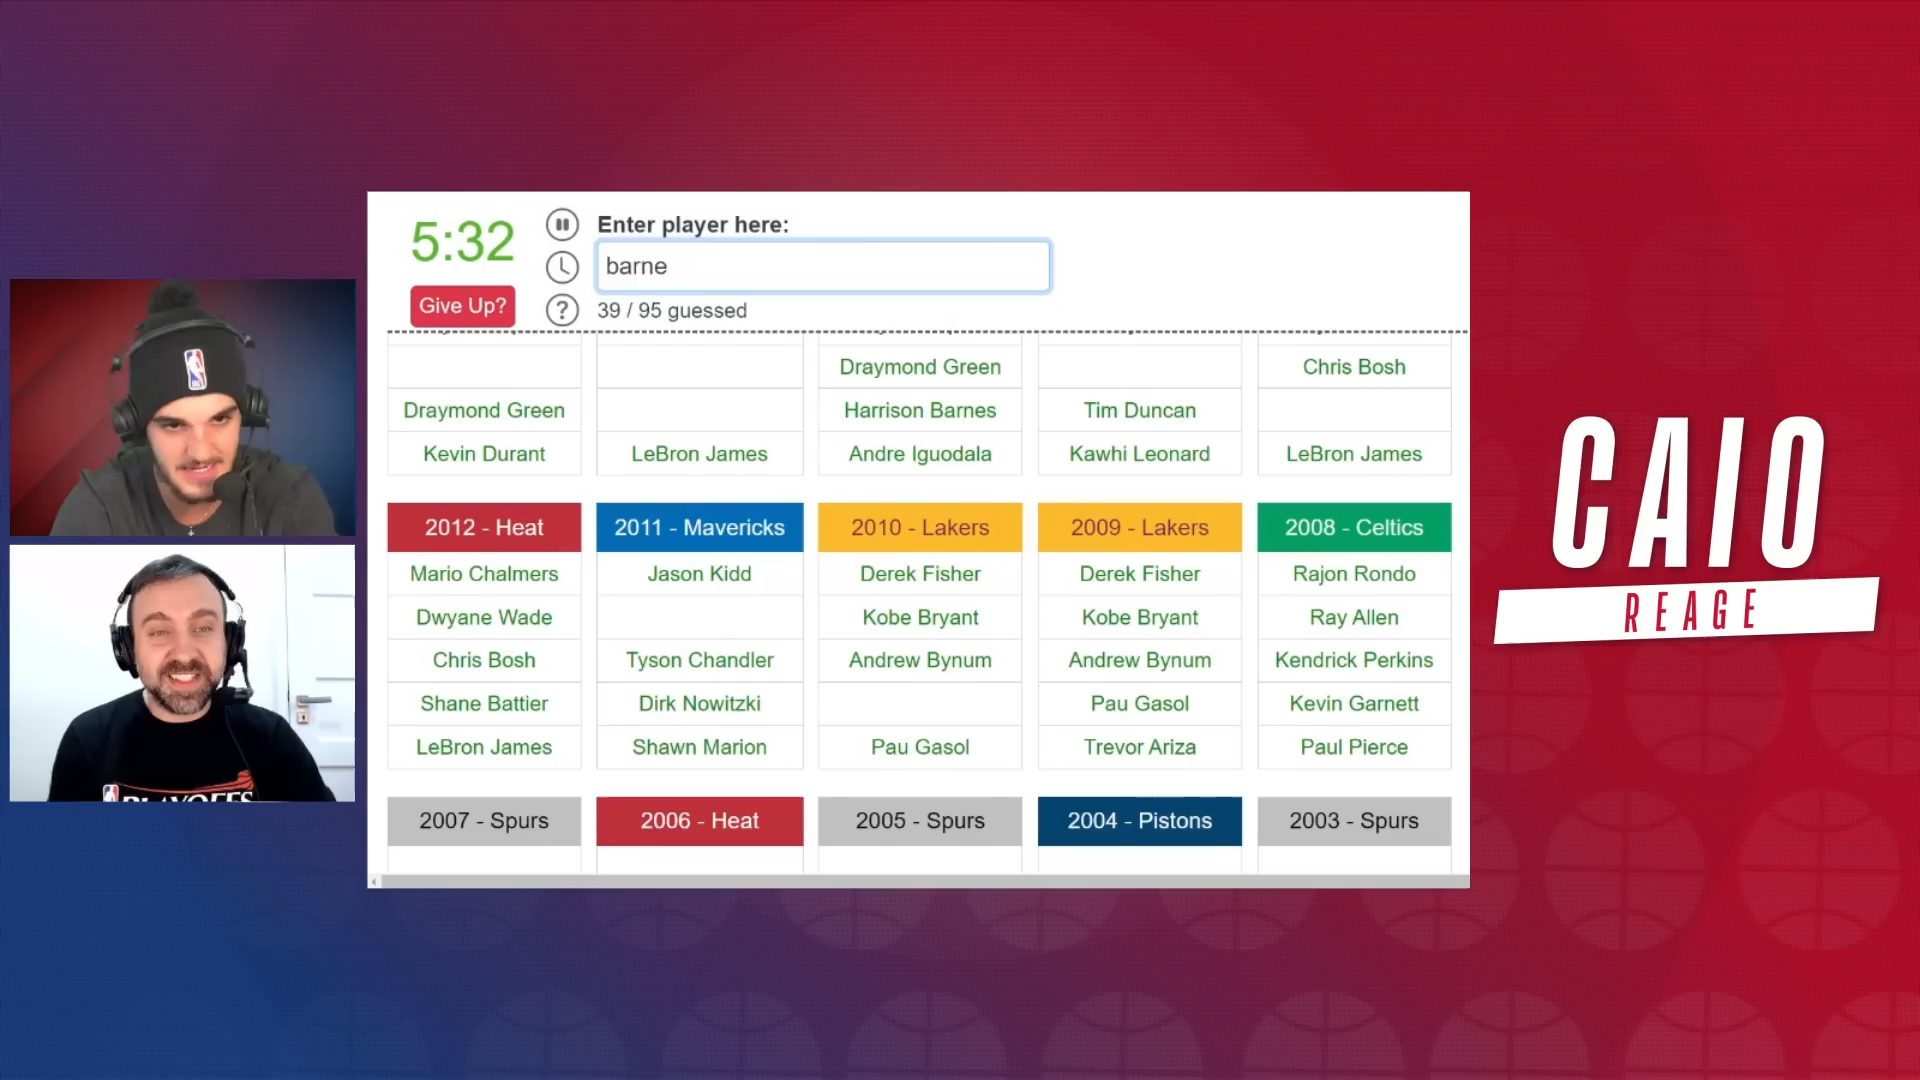 5:32
Enter player here:
barne
Give Up?
39 / 95 guessed
Draymond Green Chris Bosh
Draymond Green Harrison Barnes Tim Duncan
Kevin Durant LeBron James Andre Iguodala Kawhi Leonard LeBron James
2012 - Heat 2011 - Mavericks 2010 - Lakers 2009 - Lakers 2008 - Celtics
Mario Chalmers Jason Kidd Derek Fisher Derek Fisher Rajon Rondo
Dwyane Wade Kobe Bryant Kobe Bryant Ray Allen
Chris Bosh Tyson Chandler Andrew Bynum Andrew Bynum Kendrick Perkins
Shane Battier Dirk Nowitzki Pau Gasol Kevin Garnett
LeBron James Shawn Marion Pau Gasol Trevor Ariza Paul Pierce
2007 - Spurs 2006 - Heat 2005 - Spurs 2004 - Pistons 2003 - Spurs
CAIO
REAGE
PLAYOFFS